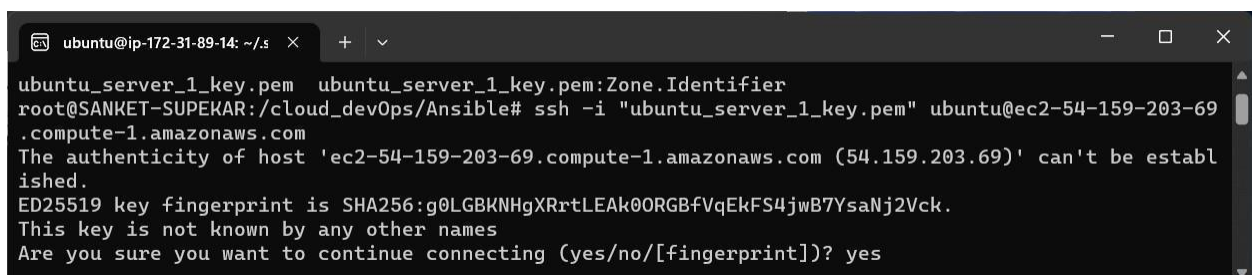 ubuntu@ip-172-31-89-14: ~/.s
ubuntu_server_1_key.pem  ubuntu_server_1_key.pem:Zone.Identifier
root@SANKET-SUPEKAR:/cloud_devOps/Ansible# ssh -i "ubuntu_server_1_key.pem" ubuntu@ec2-54-159-203-69
.compute-1.amazonaws.com
The authenticity of host 'ec2-54-159-203-69.compute-1.amazonaws.com (54.159.203.69)' can't be establ
ished.
ED25519 key fingerprint is SHA256:g0LGBKNHgXRrtLEAk0ORGBfVqEkFS4jwB7YsaNj2Vck.
This key is not known by any other names
Are you sure you want to continue connecting (yes/no/[fingerprint])? yes